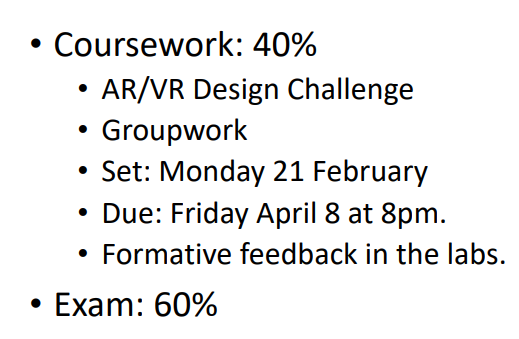 • Coursework: 40%
• AR/VR Design Challenge
• Groupwork
• Set: Monday 21 February
• Due: Friday April 8 at 8pm.
• Formative feedback in the labs.
• Exam: 60%